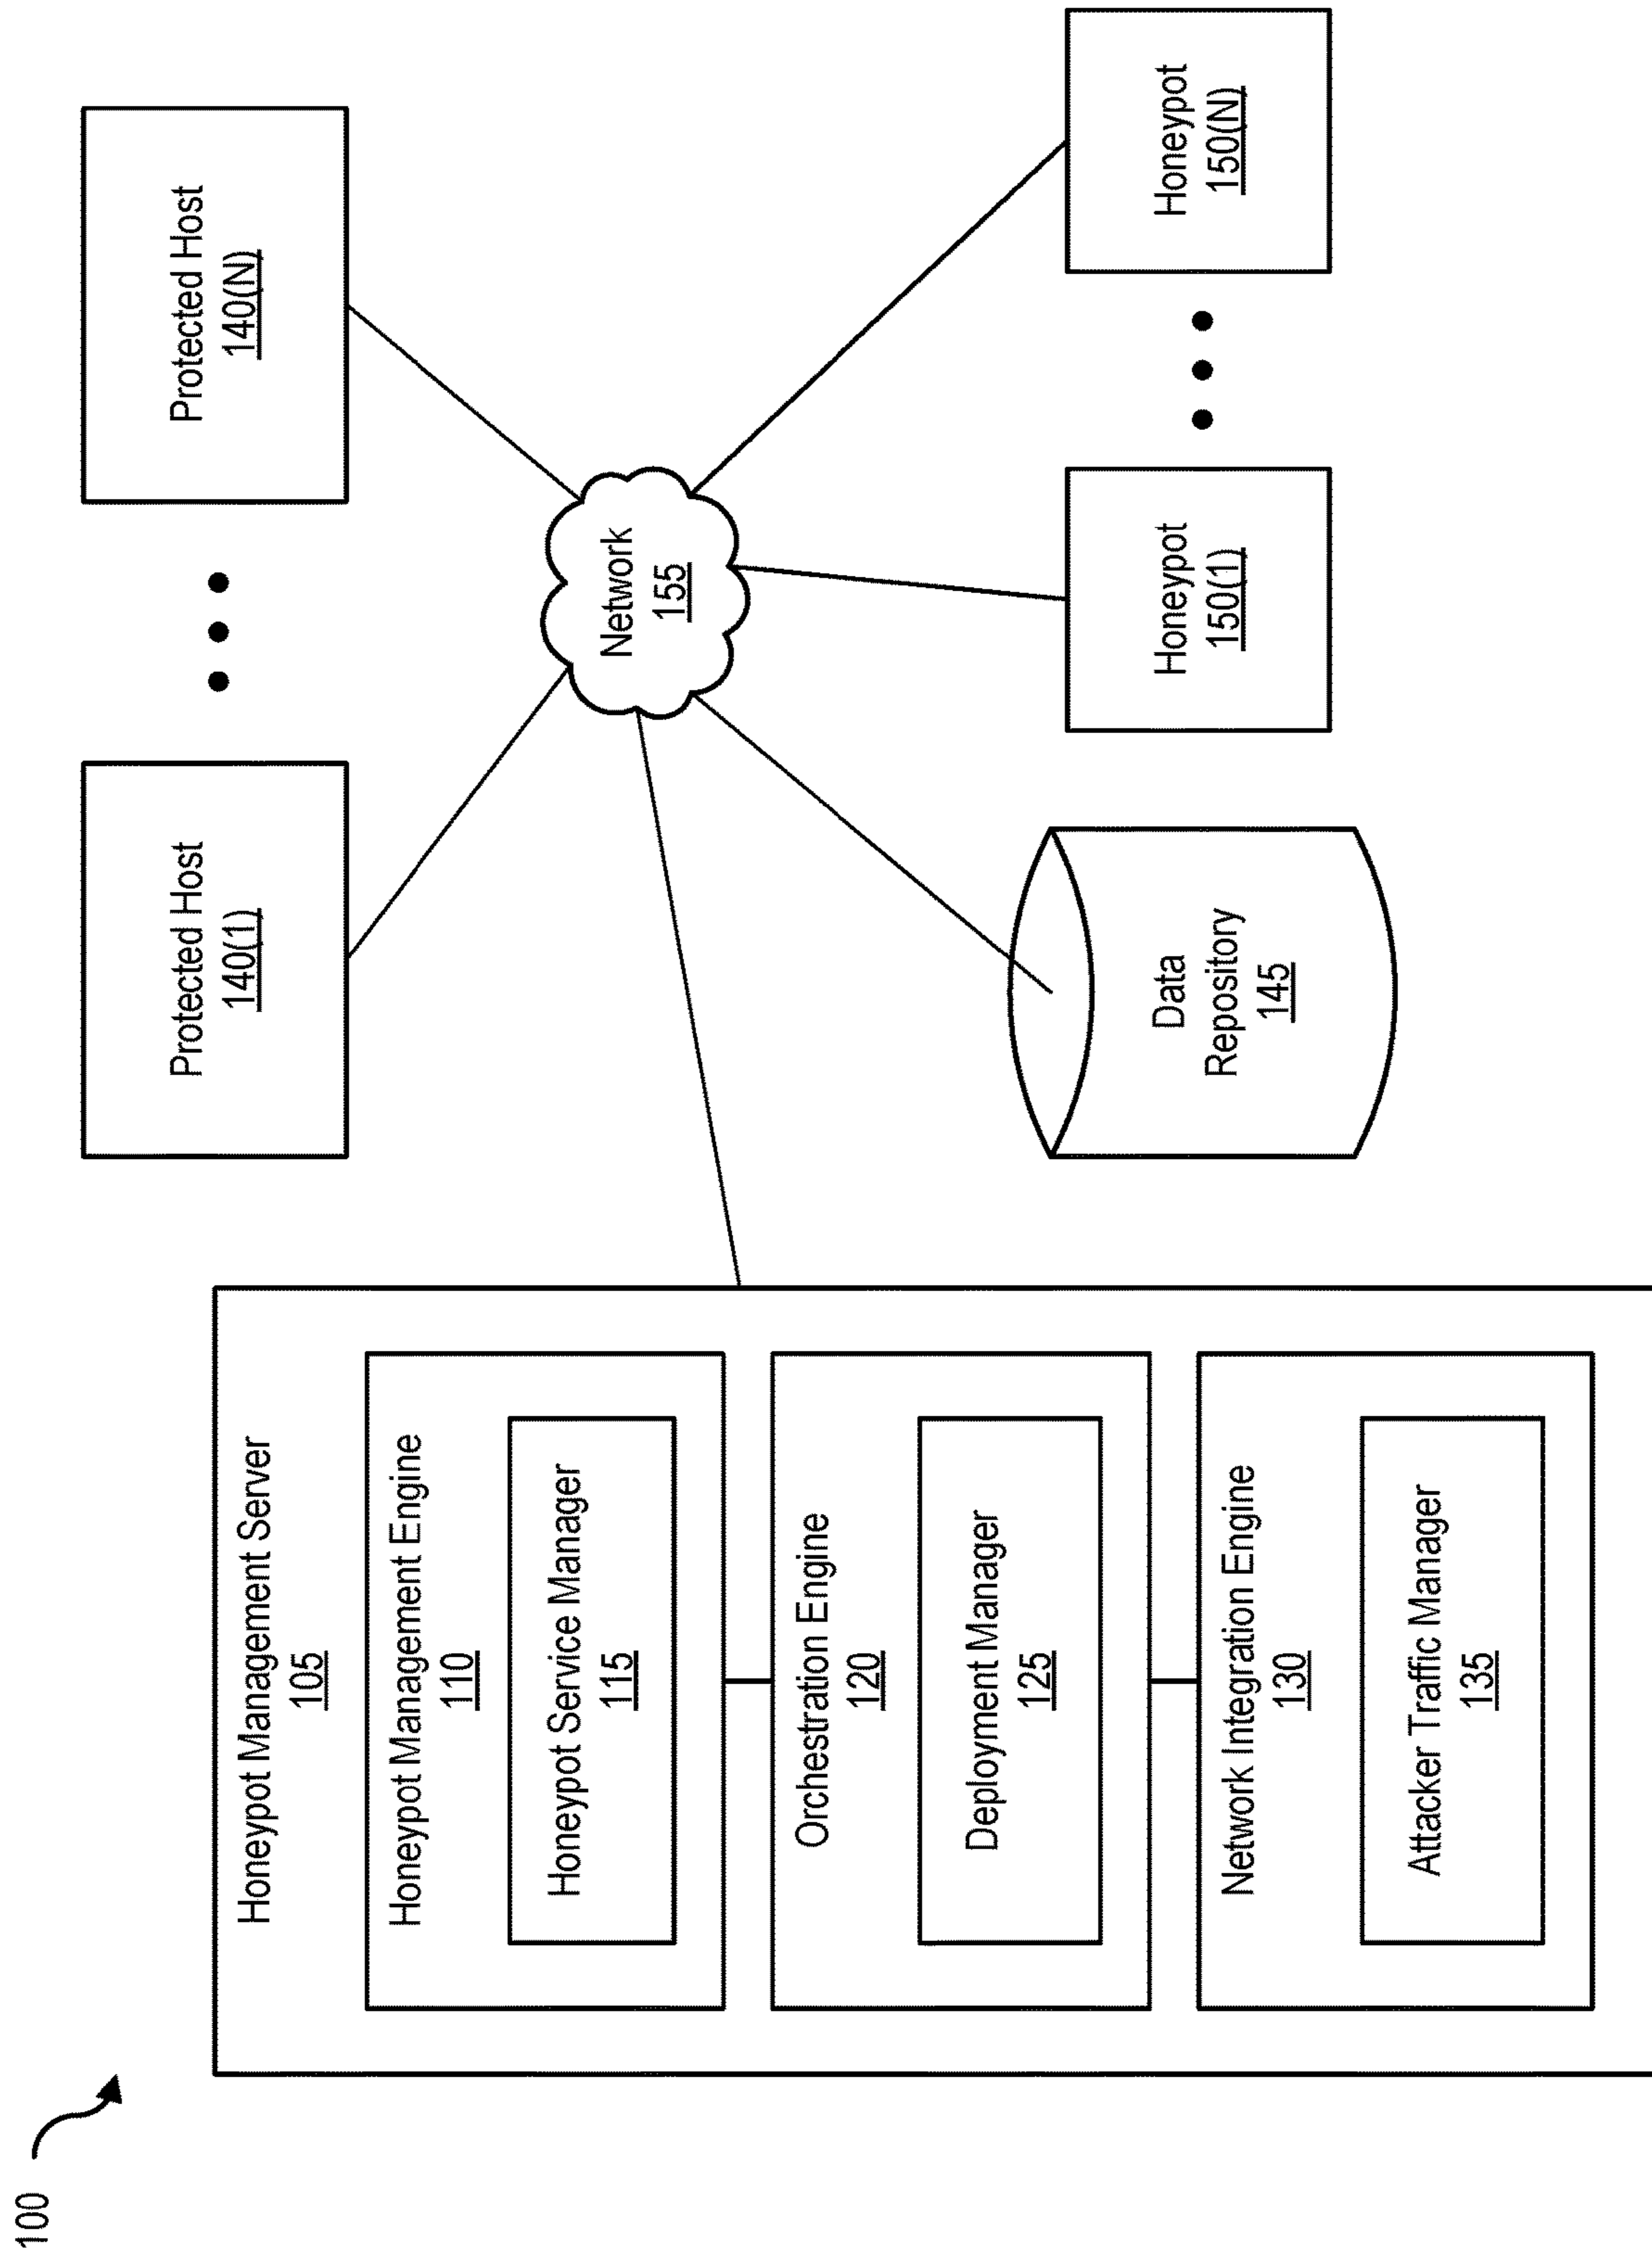 100
Honeypot Management Server
105
Honeypot Management Engine
110
Honeypot Service Manager
115
Orchestration Engine
120
Deployment Manager
125
Network Integration Engine
130
Attacker Traffic Manager
135
Protected Host
140(1)
Protected Host
140(N)
Network
155
Data
Repository
145
Honeypot
150(1)
Honeypot
150(N)